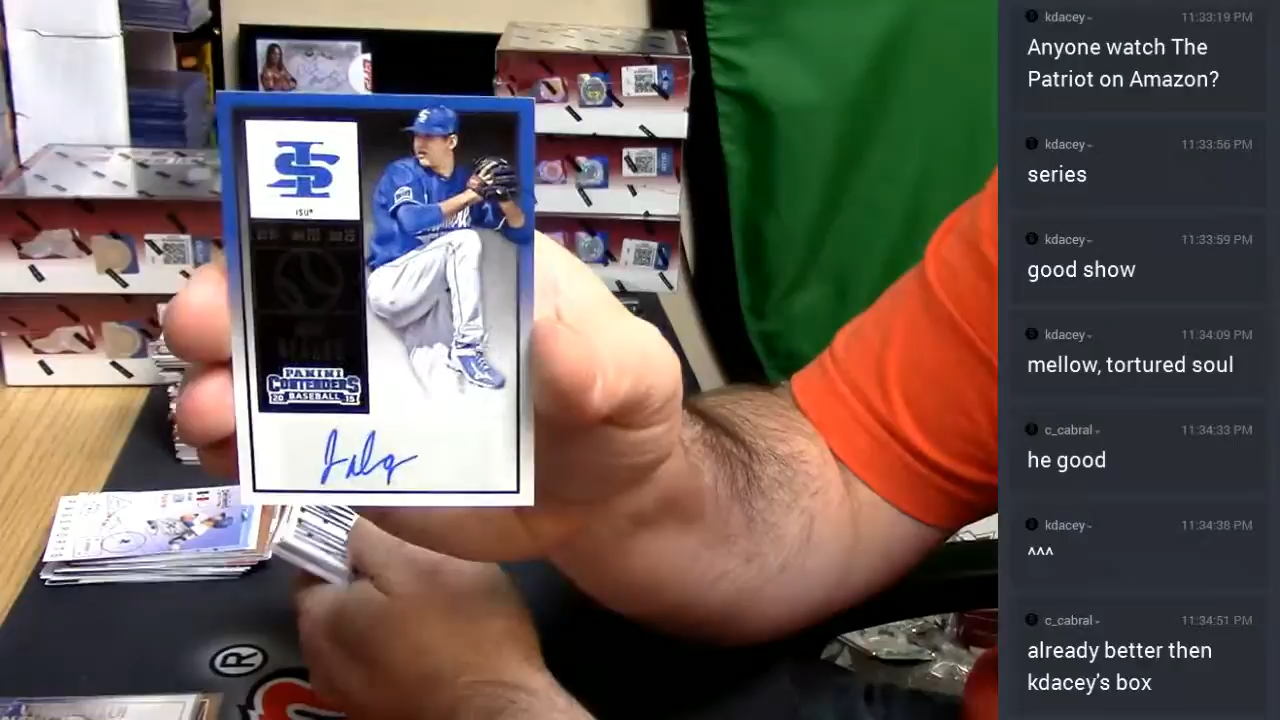 IS
ISU
PANINI
CONTENDERS
20 BASEBALL 15
®
kdacey 11:33:19 PM
Anyone watch The
Patriot on Amazon?
kdacey 11:33:56 PM
series
kdacey 11:33:59 PM
good show
kdacey 11:34:09 PM
mellow, tortured soul
c_cabral 11:34:33 PM
he good
kdacey 11:34:38 PM
^^^
c_cabral 11:34:51 PM
already better then
kdacey's box